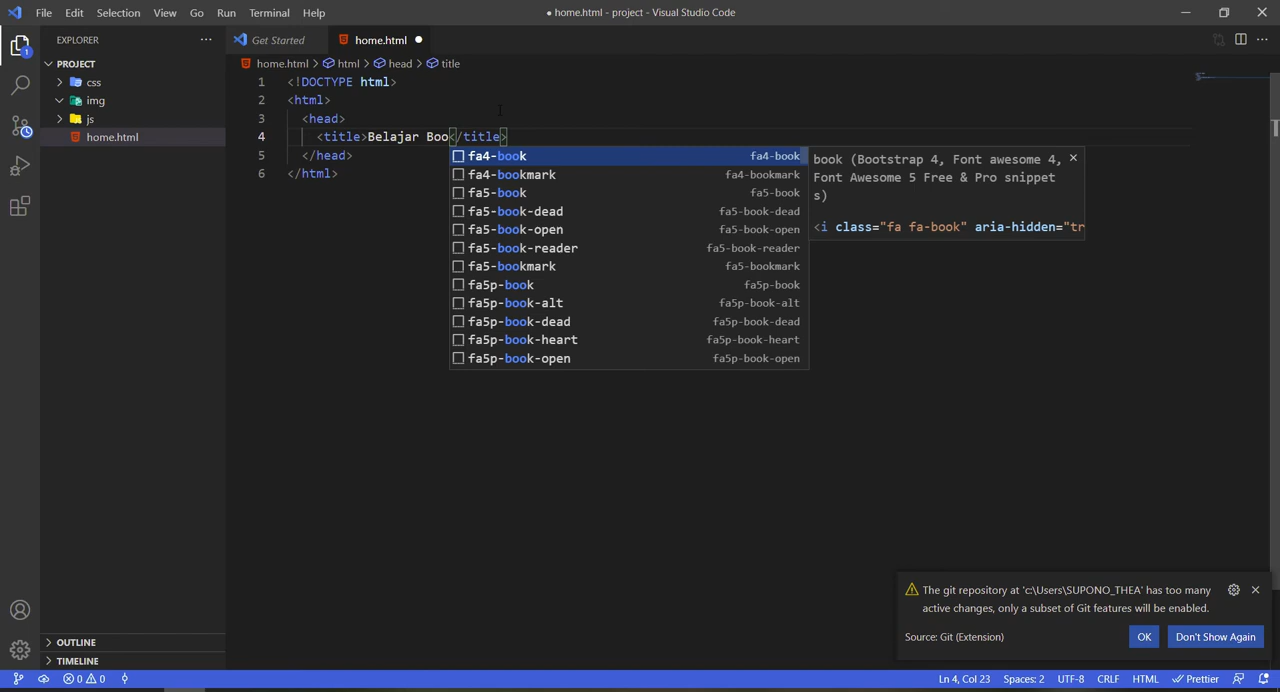 File Edit Selection View Go Run Terminal Help
● home.html - project - Visual Studio Code
EXPLORER
Get Started
home.html
PROJECT
css
img
js
home.html
1
home.html > html > head > title
1 <!DOCTYPE html>
2 <html>
3 <head>
4 <title>Belajar Boo</title>
5 </head>
6 </html>
fa4-book fa4-book
fa4-bookmark fa4-bookmark
fa5-book fa5-book
fa5-book-dead fa5-book-dead
fa5-book-open fa5-book-open
fa5-book-reader fa5-book-reader
fa5-bookmark fa5-bookmark
fa5p-book fa5p-book
fa5p-book-alt fa5p-book-alt
fa5p-book-dead fa5p-book-dead
fa5p-book-heart fa5p-book-heart
fa5p-book-open fa5p-book-open
book (Bootstrap 4, Font awesome 4,
Font Awesome 5 Free & Pro snippet
s)
<i class="fa fa-book" aria-hidden="tr
The git repository at 'c:\Users\SUPONO_THEA' has too many
active changes, only a subset of Git features will be enabled.
Source: Git (Extension)
OK
Don't Show Again
OUTLINE
TIMELINE
0 0
Ln 4, Col 23 Spaces: 2 UTF-8 CRLF HTML Prettier